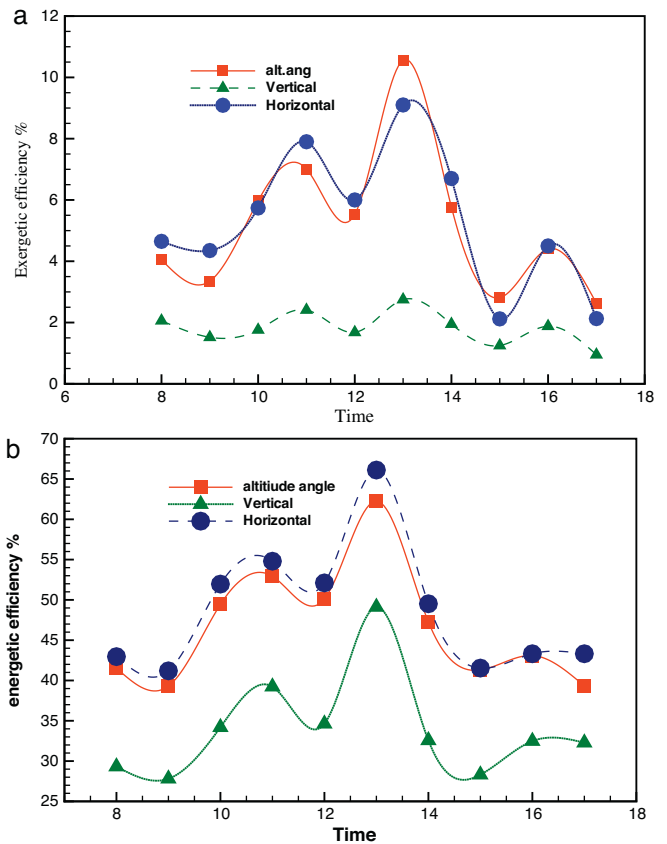 a
12
10
8
6
4
2
0
Exergetic efficiency %
alt.ang
Vertical
Horizontal
6 8 10 12 14 16 18
Time
b
70
65
60
55
50
45
40
35
30
25
energetic efficiency %
altitiude angle
Vertical
Horizontal
8 10 12 14 16 18
Time